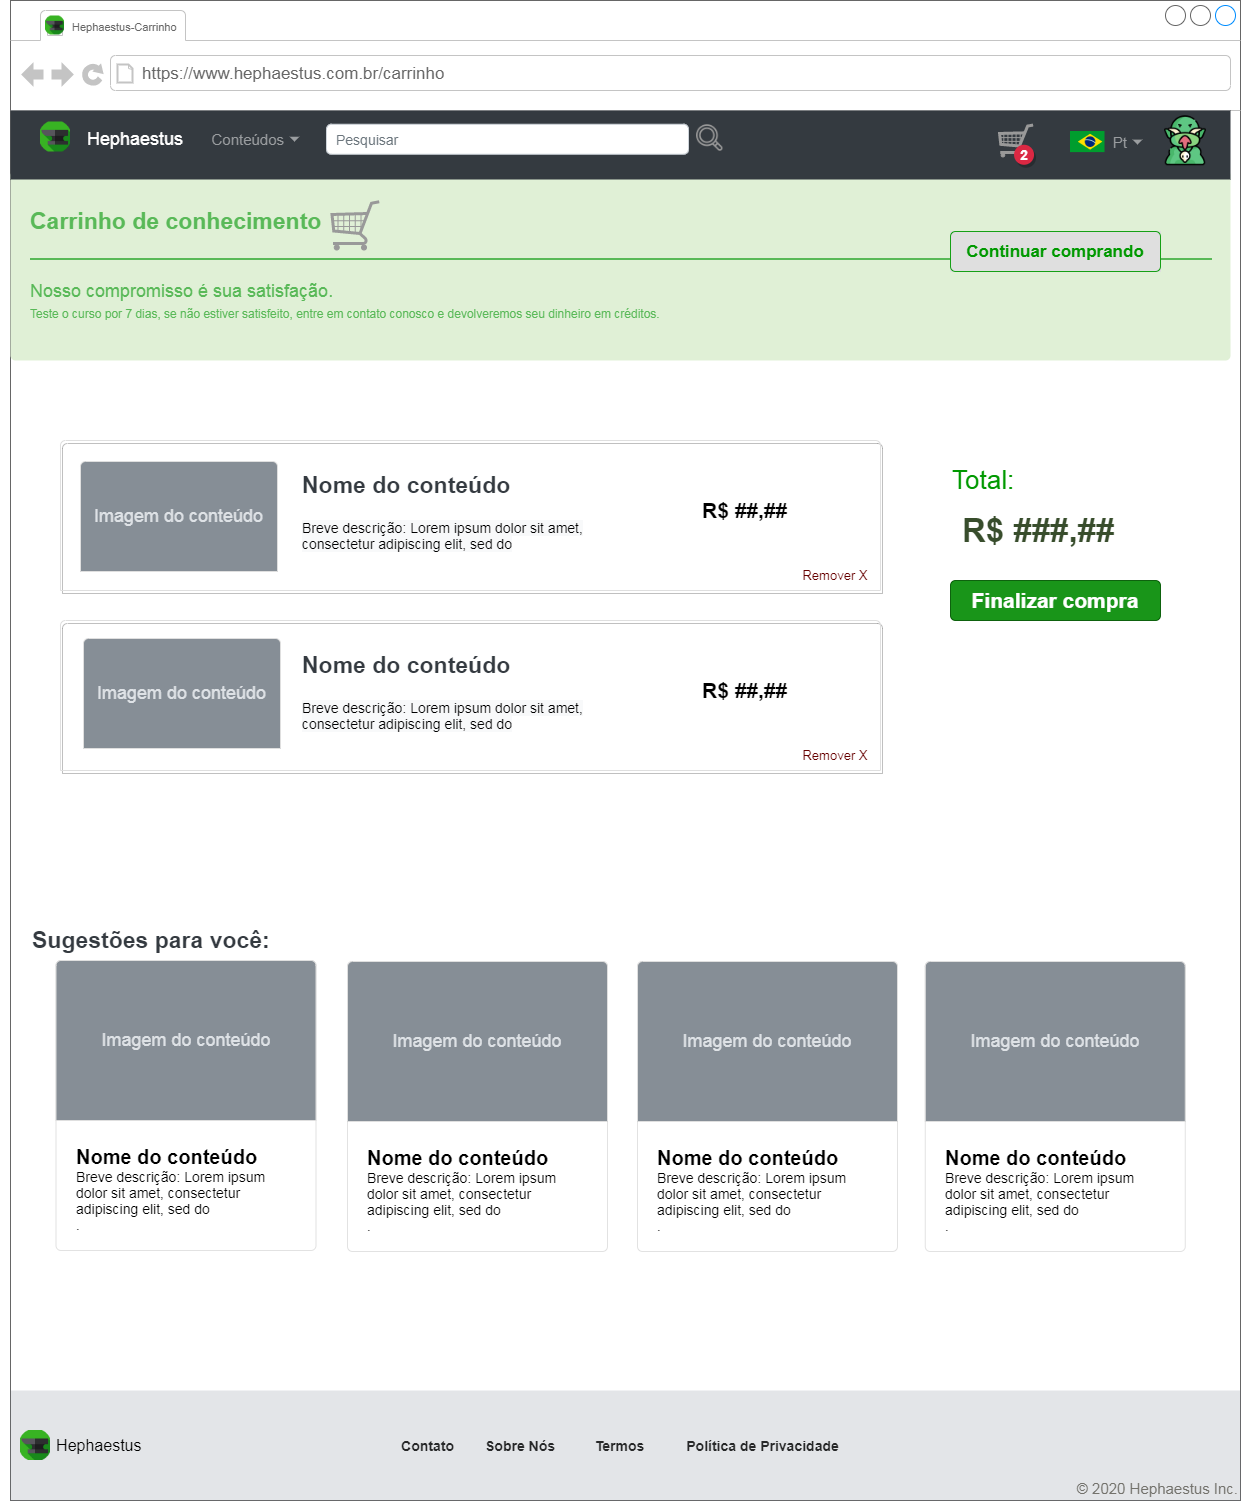 Hephaestus-Carrinho
https://www.hephaestus.com.br/carrinho
Hephaestus
Conteúdos
Pesquisar
2
Pt
Carrinho de conhecimento
Continuar comprando
Nosso compromisso é sua satisfação.
Teste o curso por 7 dias, se não estiver satisfeito, entre em contato conosco e devolveremos seu dinheiro em créditos.
Imagem do conteúdo
Nome do conteúdo
Breve descrição: Lorem ipsum dolor sit amet,
consectetur adipiscing elit, sed do
R$ ##,##
Remover X
Total:
R$ ###,##
Finalizar compra
Imagem do conteúdo
Nome do conteúdo
Breve descrição: Lorem ipsum dolor sit amet,
consectetur adipiscing elit, sed do
R$ ##,##
Remover X
Sugestões para você:
Imagem do conteúdo
Nome do conteúdo
Breve descrição: Lorem ipsum
dolor sit amet, consectetur
adipiscing elit, sed do
.
Imagem do conteúdo
Nome do conteúdo
Breve descrição: Lorem ipsum
dolor sit amet, consectetur
adipiscing elit, sed do
.
Imagem do conteúdo
Nome do conteúdo
Breve descrição: Lorem ipsum
dolor sit amet, consectetur
adipiscing elit, sed do
.
Imagem do conteúdo
Nome do conteúdo
Breve descrição: Lorem ipsum
dolor sit amet, consectetur
adipiscing elit, sed do
.
Hephaestus
Contato
Sobre Nós
Termos
Política de Privacidade
© 2020 Hephaestus Inc.